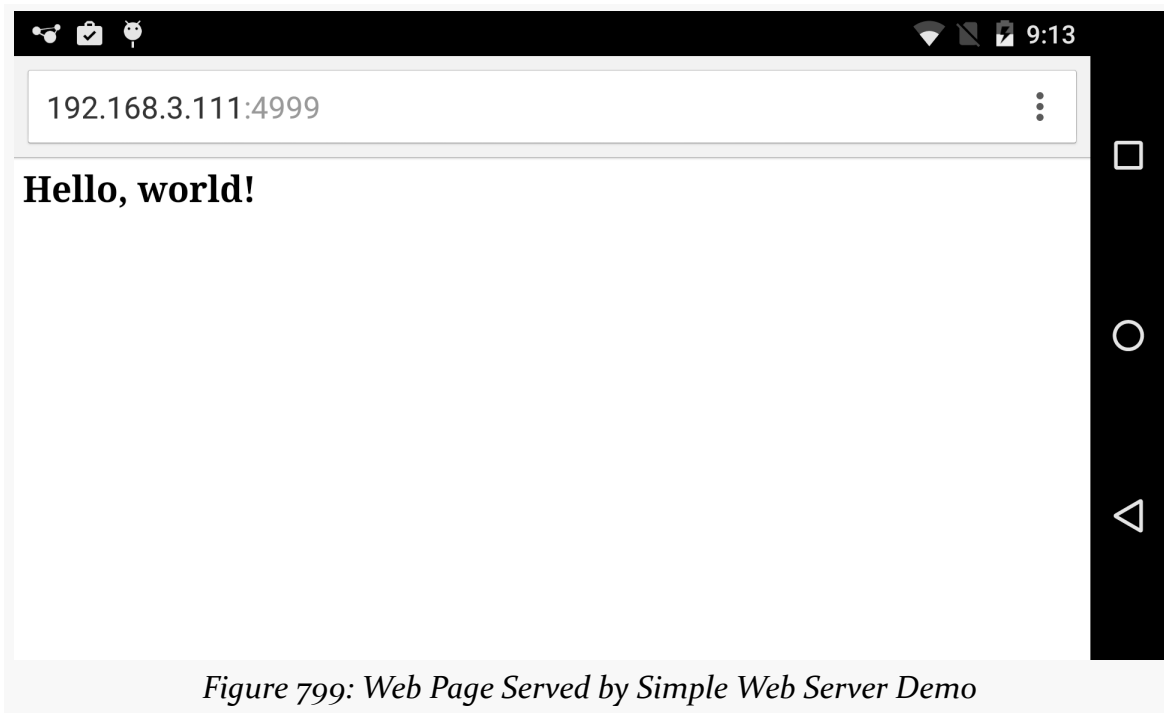 9:13
192.168.3.111:4999
Hello, world!
Figure 799: Web Page Served by Simple Web Server Demo